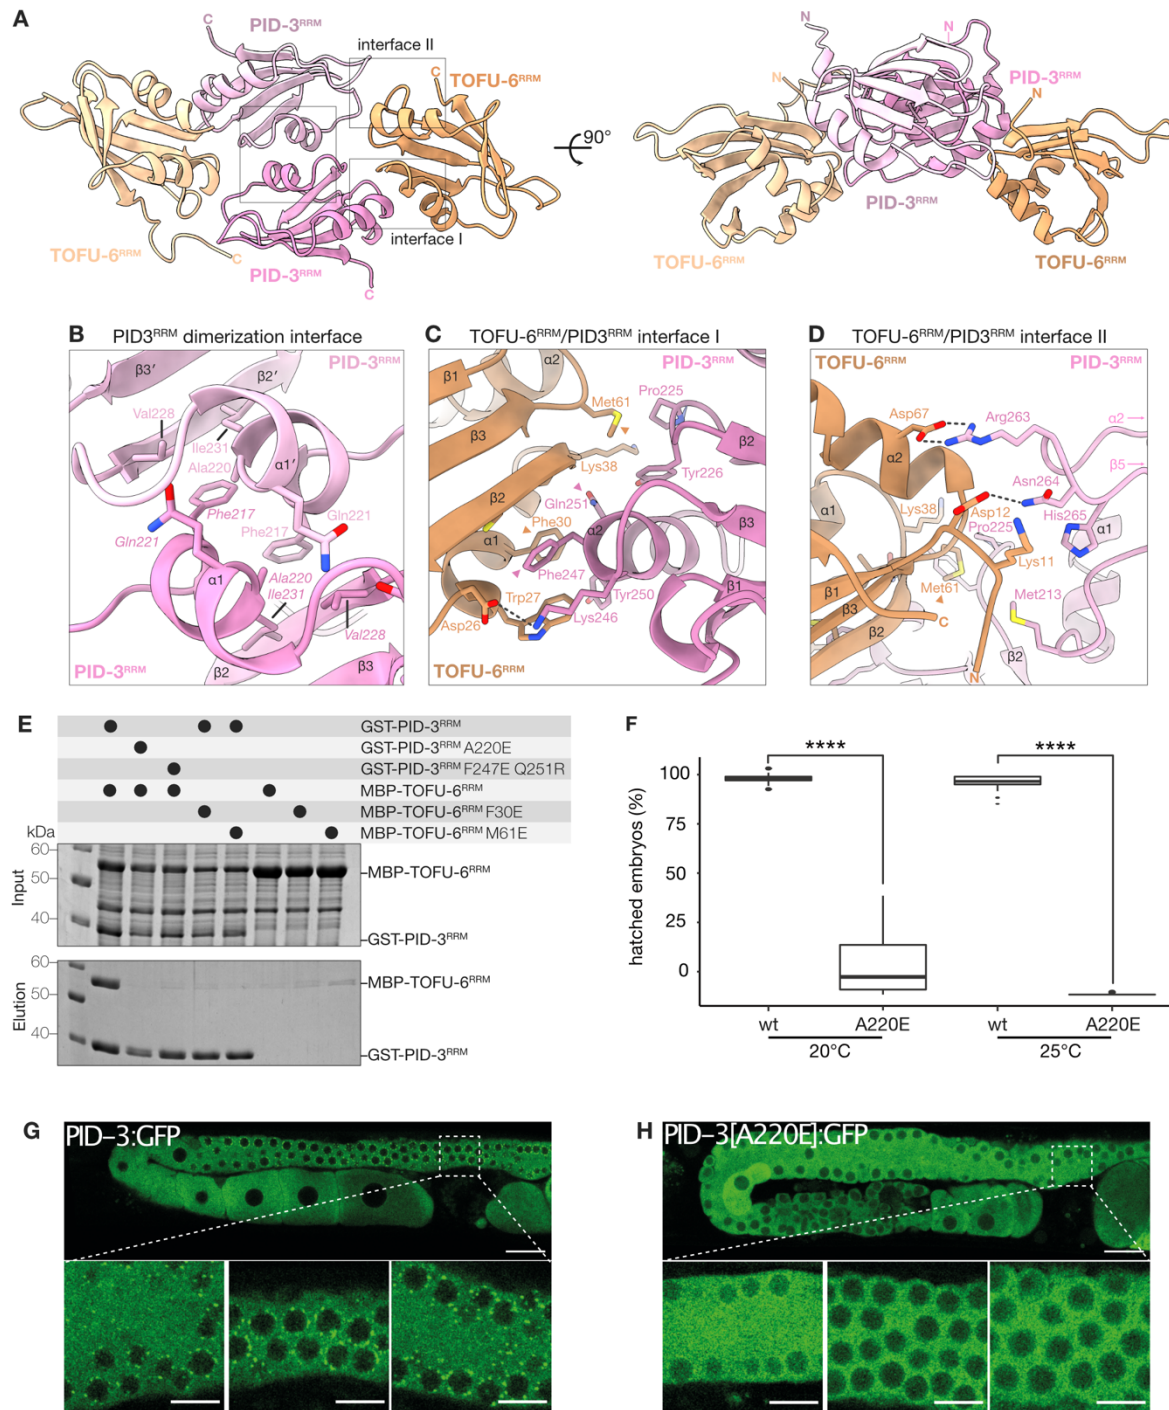 A
PID-3RRM
C
interface II
C
TOFU-6RRM
interface I
TOFU-6RRM
C
C
90°
N
N
PID-3RRM
N
N
PID-3RRM
TOFU-6RRM
TOFU-6RRM
B PID3RRM dimerization interface
β3′
β2′
PID-3RRM
Val228
Ile231
Ala220
α1′
Phe217
Gln221
Phe217
Gln221
α1
Ala220
Ile231
Val228
PID-3RRM
β2
β3
C TOFU-6RRM/PID3RRM interface I
PID-3RRM
β1
α2
Met61
Pro225
β3
β2
Lys38
Tyr226
β2
Gln251
Phe30
α2
β3
α1
Phe247
β1
Trp27
Tyr250
Asp26
Lys246
TOFU-6RRM
D TOFU-6RRM/PID3RRM interface II
TOFU-6RRM
PID-3RRM
Asp67
Arg263
α2
α2
β5
Asn264
α1
Lys38
Asp12
His265
Pro225
α1
Lys11
Met61
Met213
β1
β3
C
β2
β2
N
E
GST-PID-3RRM
GST-PID-3RRM A220E
GST-PID-3RRM F247E Q251R
MBP-TOFU-6RRM
MBP-TOFU-6RRM F30E
kDa
MBP-TOFU-6RRM M61E
60
50
40
Input
MBP-TOFU-6RRM
GST-PID-3RRM
60
50
40
Elution
MBP-TOFU-6RRM
GST-PID-3RRM
F
****
****
hatched embryos (%)
100
75
50
25
0
wt A220E wt A220E
20°C 25°C
G
PID–3:GFP
H
PID–3[A220E]:GFP